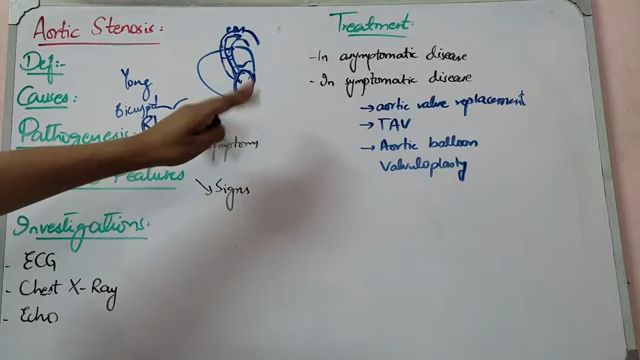 Aortic Stenosis:
Def:-
Yong
Causes:
Bicuspid
Pathogenesis:
Features
Signs
Investigations:
- ECG
- Chest X-Ray
- Echo
Treatment:
- In asymptomatic disease
- In symptomatic disease
→ aortic valve replacement
→ TAV
→ Aortic balloon
Valvuloplasty